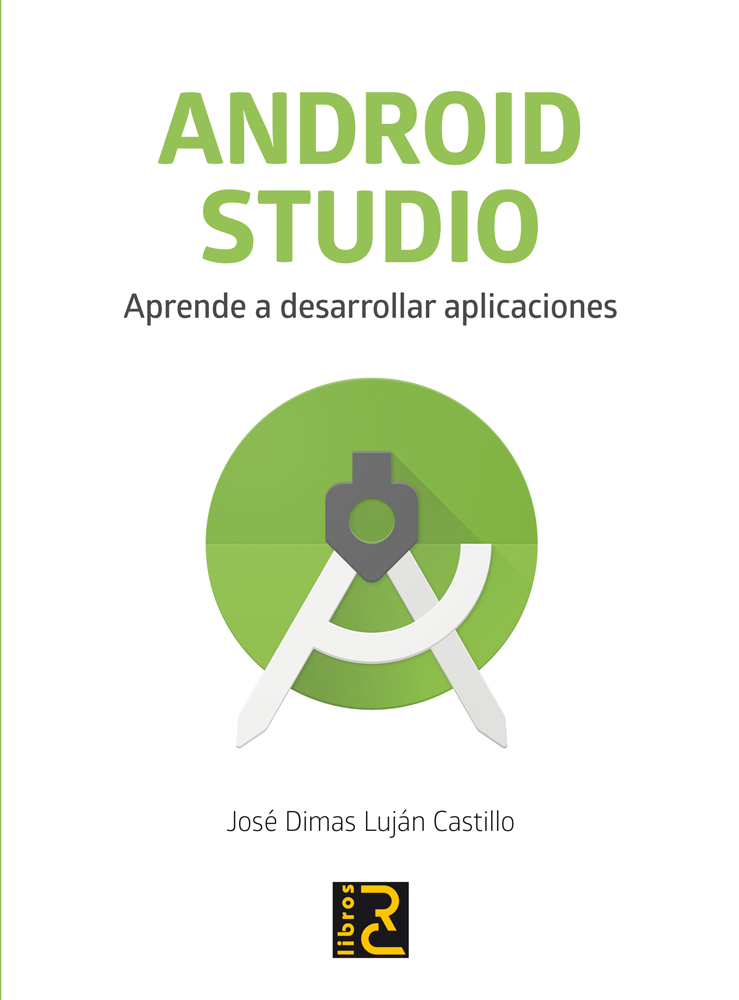 ANDROID
STUDIO
Aprende a desarrollar aplicaciones
José Dimas Luján Castillo
libros
RC